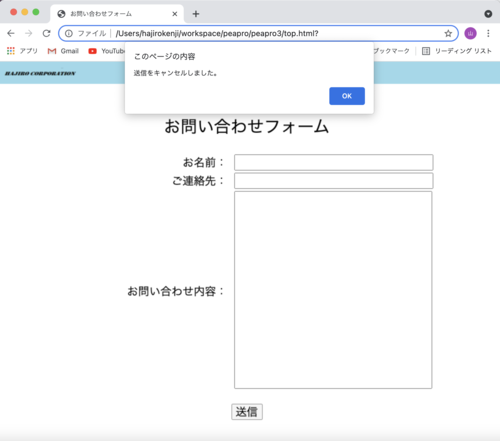 お問い合わせフォーム
ファイル | /Users/hajirokenji/workspace/peapro/peapro3/top.html?
山
アプリ
Gmail
YouTube
ブックマーク
リーディング リスト
このページの内容
送信をキャンセルしました。
OK
HAJIRO CORPORATION
お問い合わせフォーム
お名前：
ご連絡先：
お問い合わせ内容：
送信